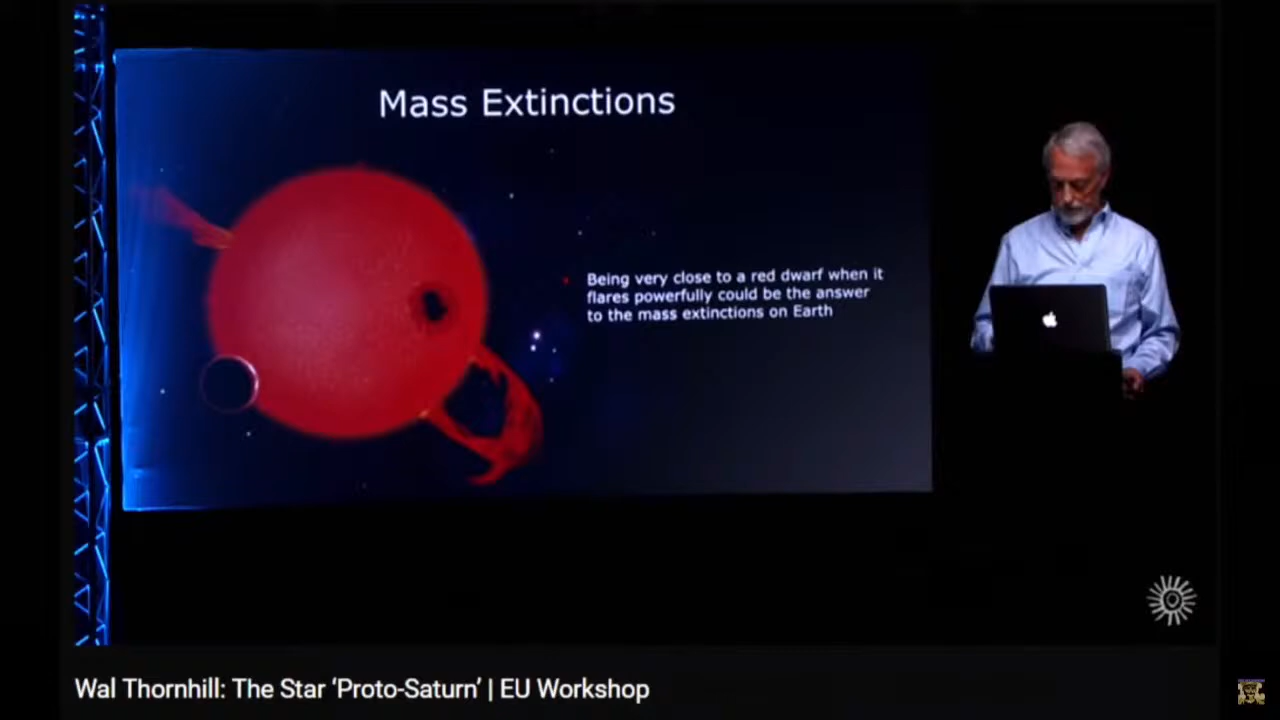 Mass Extinctions
Being very close to a red dwarf when it
flares powerfully could be the answer
to the mass extinctions on Earth
Wal Thornhill: The Star ‘Proto-Saturn’ | EU Workshop